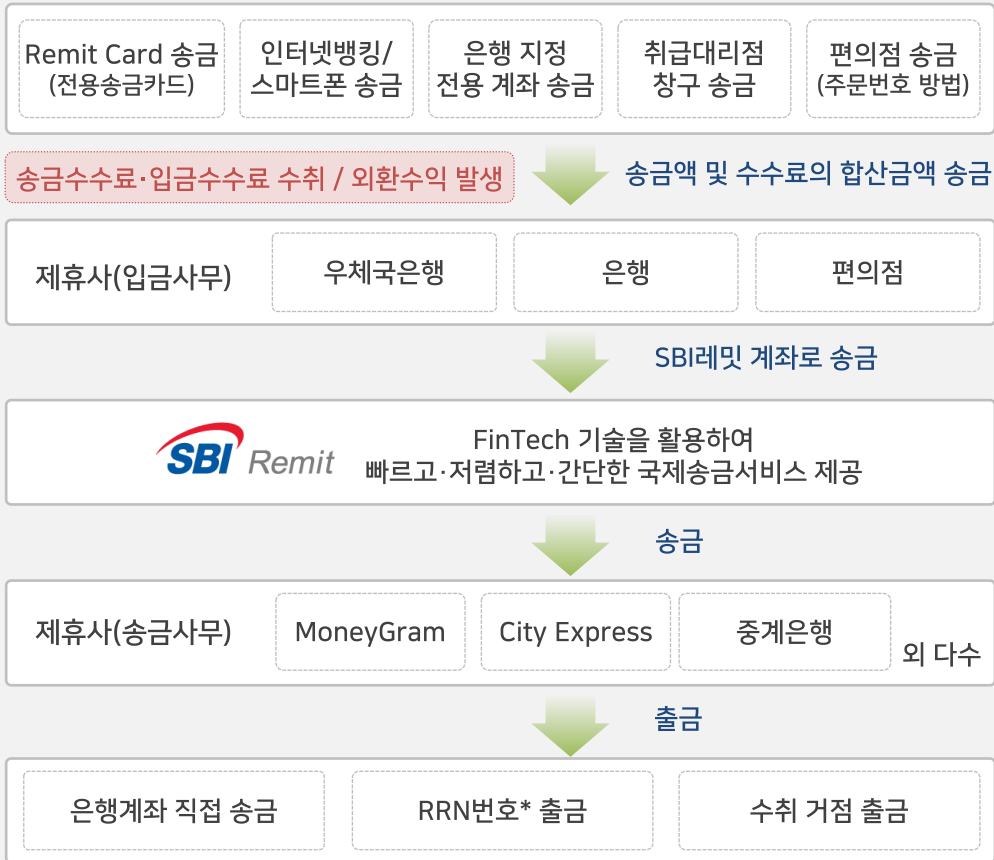 Remit Card 송금
(전용송금카드)
인터넷뱅킹/
스마트폰 송금
은행 지정
전용 계좌 송금
취급대리점
창구 송금
편의점 송금
(주문번호 방법)
송금수수료·입금수수료 수취 / 외환수익 발생
송금액 및 수수료의 합산금액 송금
제휴사(입금사무)
우체국은행
은행
편의점
SBI레밋 계좌로 송금
SBI Remit
FinTech 기술을 활용하여
빠르고·저렴하고·간단한 국제송금서비스 제공
송금
제휴사(송금사무)
MoneyGram
City Express
중계은행
외 다수
출금
은행계좌 직접 송금
RRN번호* 출금
수취 거점 출금